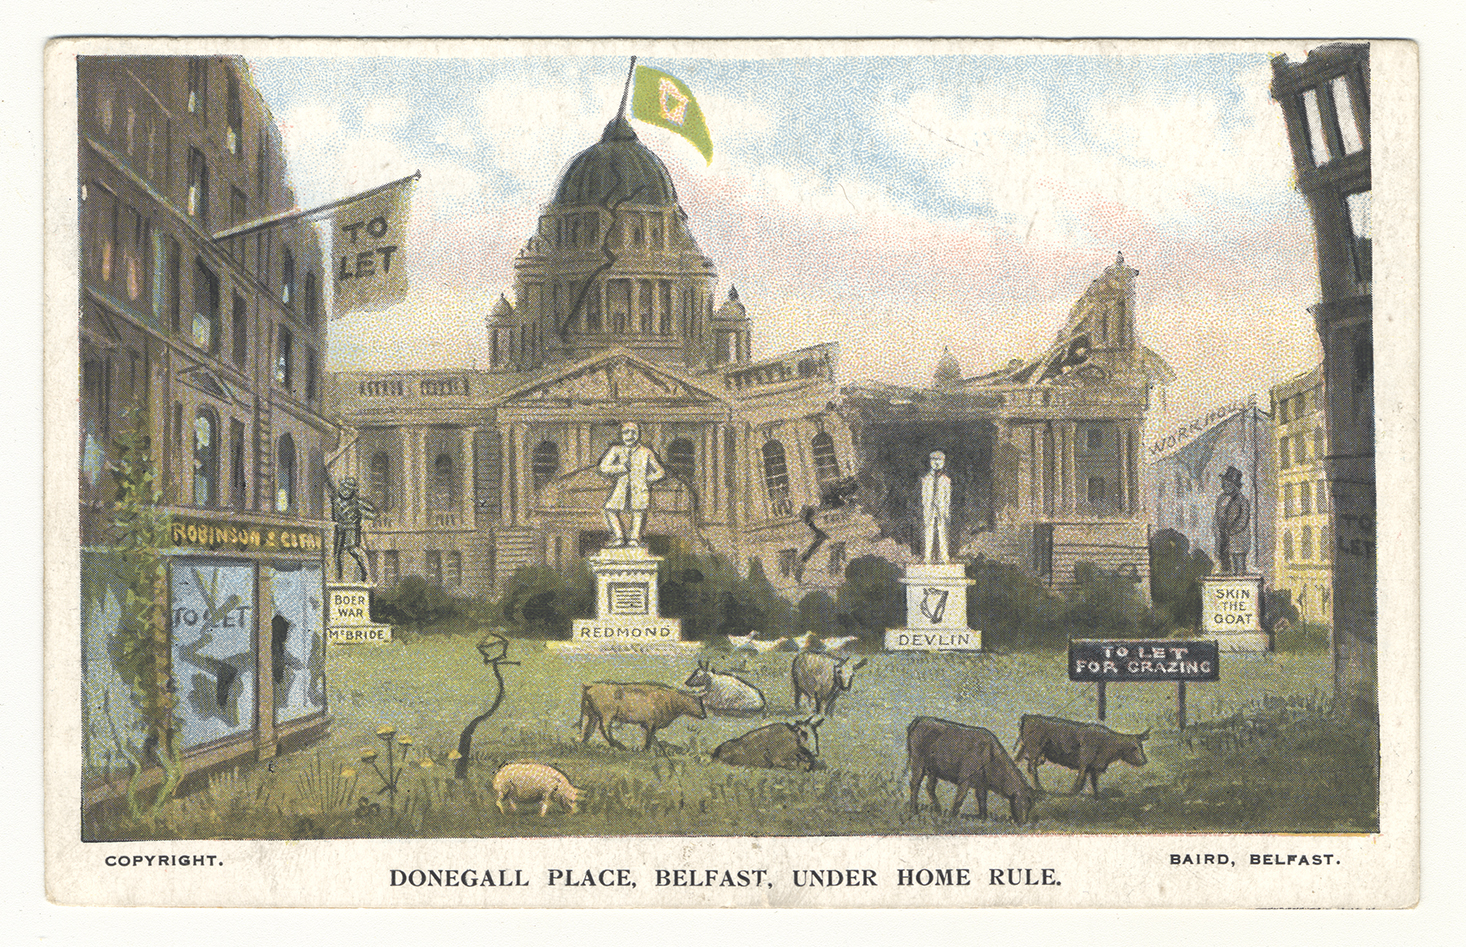 TO
LET
WORKHOUSE
ROBINSON &
TO LET
BOER
WAR
McBRIDE
REDMOND
DEVLIN
SKIN
THE
GOAT
TO LET
FOR GRAZING
TO
LET
COPYRIGHT.
BAIRD, BELFAST.
DONEGALL PLACE, BELFAST, UNDER HOME RULE.